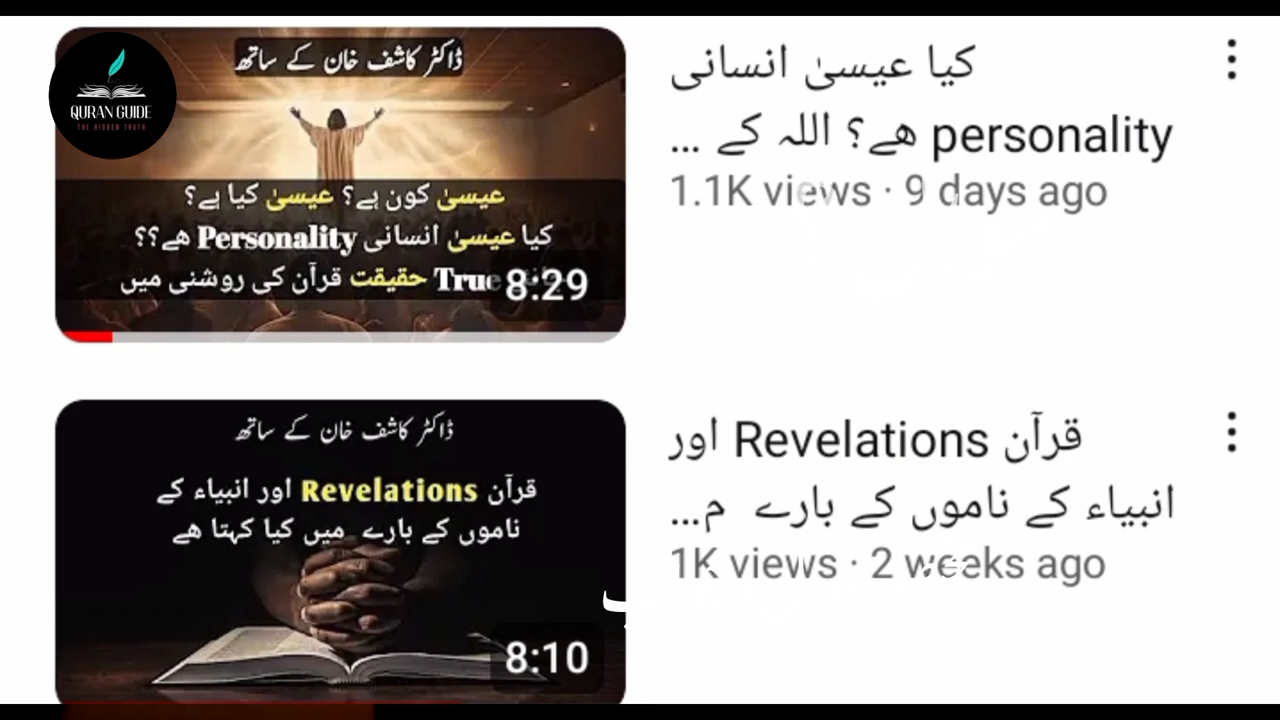 ڈاکٹر کاشف خان کے ساتھ
QURAN GUIDE
THE HIDDEN TRUTH
عیسیٰ کون ہے؟ عیسیٰ کیا ہے؟
کیا عیسیٰ انسانی Personality ھے؟؟
True حقیقت قرآن کی روشنی میں
8:29
کیا عیسیٰ انسانی
personality ھے؟ اللہ کے ...
1.1K views · 9 days ago
ڈاکٹر کاشف خان کے ساتھ
قرآن Revelations اور انبیاء کے
ناموں کے بارے میں کیا کہتا ھے
8:10
قرآن Revelations اور
انبیاء کے ناموں کے بارے م...
1K views · 2 weeks ago